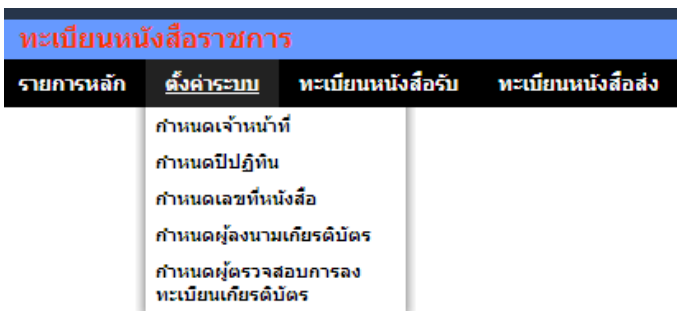 ทะเบียนหนังสือราชการ
รายการหลัก ตั้งค่าระบบ ทะเบียนหนังสือรับ ทะเบียนหนังสือส่ง
กำหนดเจ้าหน้าที่
กำหนดปีปฏิทิน
กำหนดเลขที่หนังสือ
กำหนดผู้ลงนามเกียรติบัตร
กำหนดผู้ตรวจสอบการลง
ทะเบียนเกียรติบัตร